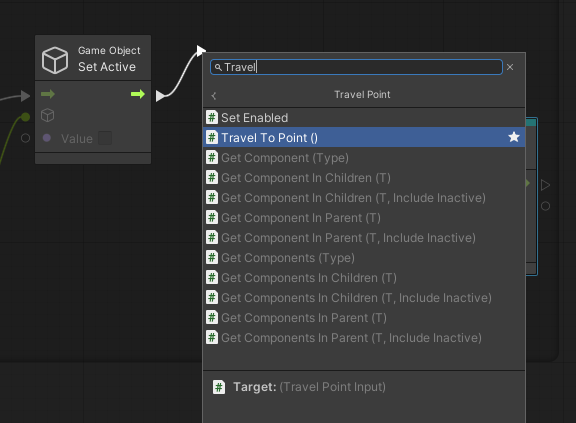 Game Object
Set Active
Value
Travel
Travel Point
Set Enabled
Travel To Point ()
Get Component (Type)
Get Component In Children (T)
Get Component In Children (T, Include Inactive)
Get Component In Parent (T)
Get Component In Parent (T, Include Inactive)
Get Components (Type)
Get Components In Children (T)
Get Components In Children (T, Include Inactive)
Get Components In Parent (T)
Get Components In Parent (T, Include Inactive)
Target: (Travel Point Input)